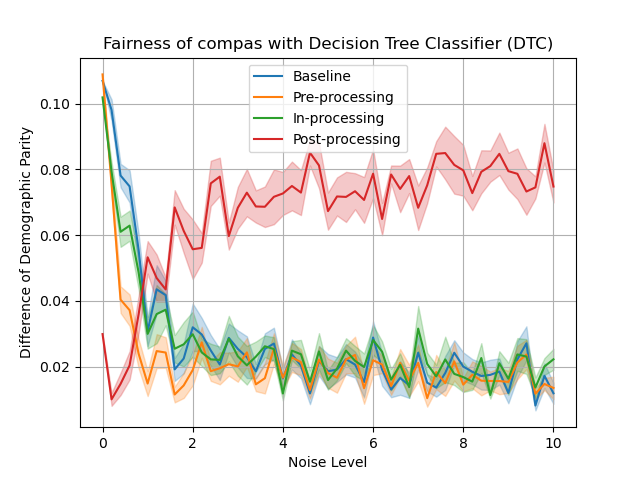 Fairness of compas with Decision Tree Classifier (DTC)
Baseline
Pre-processing
In-processing
Post-processing
Difference of Demographic Parity
0.10
0.08
0.06
0.04
0.02
0 2 4 6 8 10
Noise Level